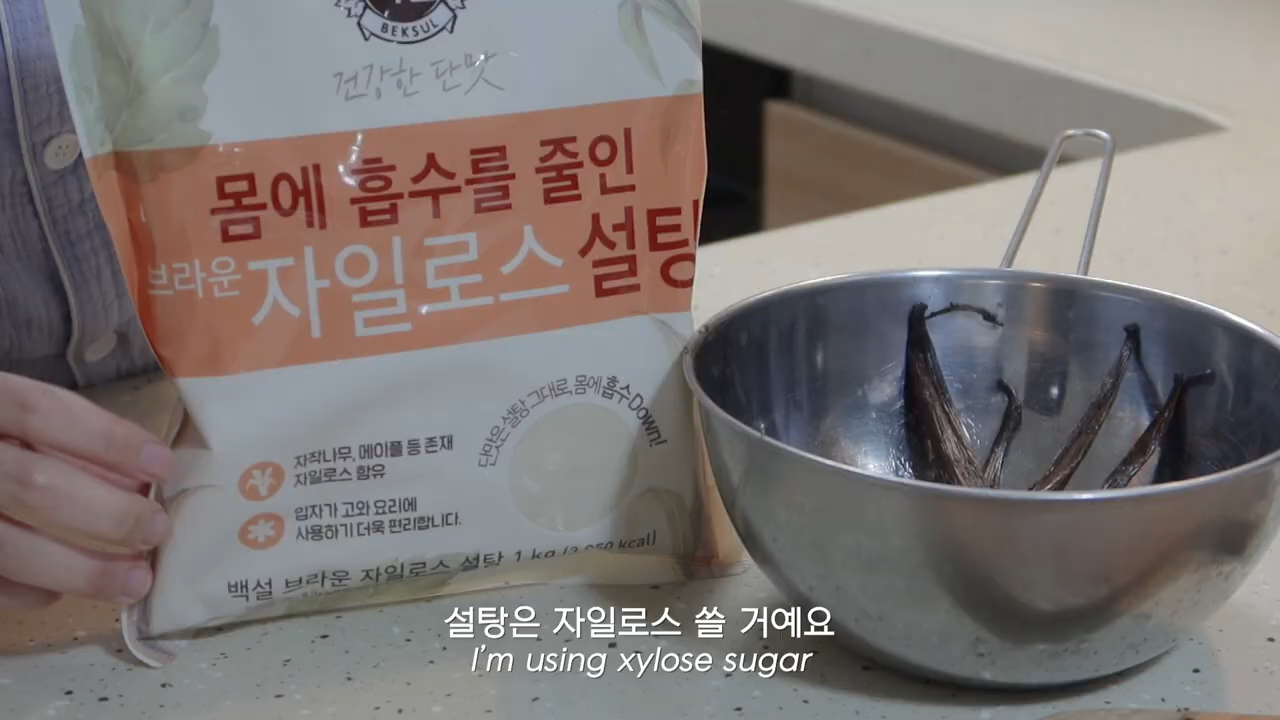 BEKSUL
건강한 단맛
몸에 흡수를 줄인
브라운 자일로스 설탕
단맛은 설탕 그대로, 몸에 흡수 Down!
자작나무, 메이플 등 존재
자일로스 함유
입자가 고와 요리에
사용하기 더욱 편리합니다.
백설 브라운 자일로스 설탕 1 kg kcal)
설탕은 자일로스 쓸 거예요
I'm using xylose sugar